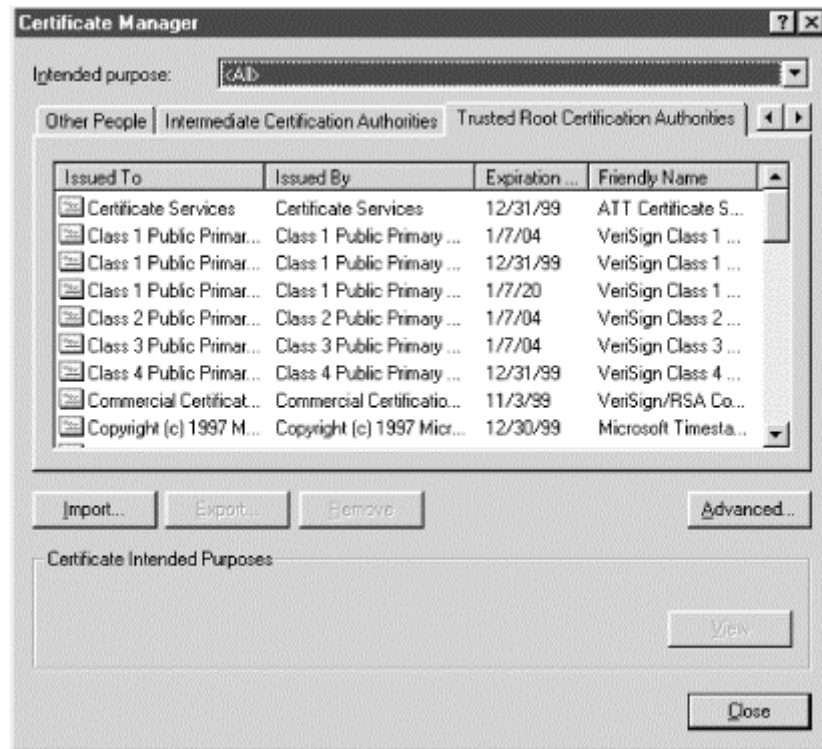 Certificate Manager
Intended purpose: <All>
Other People Intermediate Certification Authorities Trusted Root Certification Authorities
Issued To Issued By Expiration ... Friendly Name
Certificate Services Certificate Services 12/31/99 ATT Certificate S...
Class 1 Public Primar... Class 1 Public Primary ... 1/7/04 VeriSign Class 1 ...
Class 1 Public Primar... Class 1 Public Primary ... 12/31/99 VeriSign Class 1 ...
Class 1 Public Primar... Class 1 Public Primary ... 1/7/20 VeriSign Class 1 ...
Class 2 Public Primar... Class 2 Public Primary ... 1/7/04 VeriSign Class 2 ...
Class 3 Public Primar... Class 3 Public Primary ... 1/7/04 VeriSign Class 3 ...
Class 4 Public Primar... Class 4 Public Primary ... 12/31/99 VeriSign Class 4 ...
Commercial Certificat... Commercial Certificatio... 11/3/99 VeriSign/RSA Co...
Copyright (c) 1997 M... Copyright (c) 1997 Micr... 12/30/99 Microsoft Timesta...
Import... Export... Remove Advanced...
Certificate Intended Purposes
View
Close